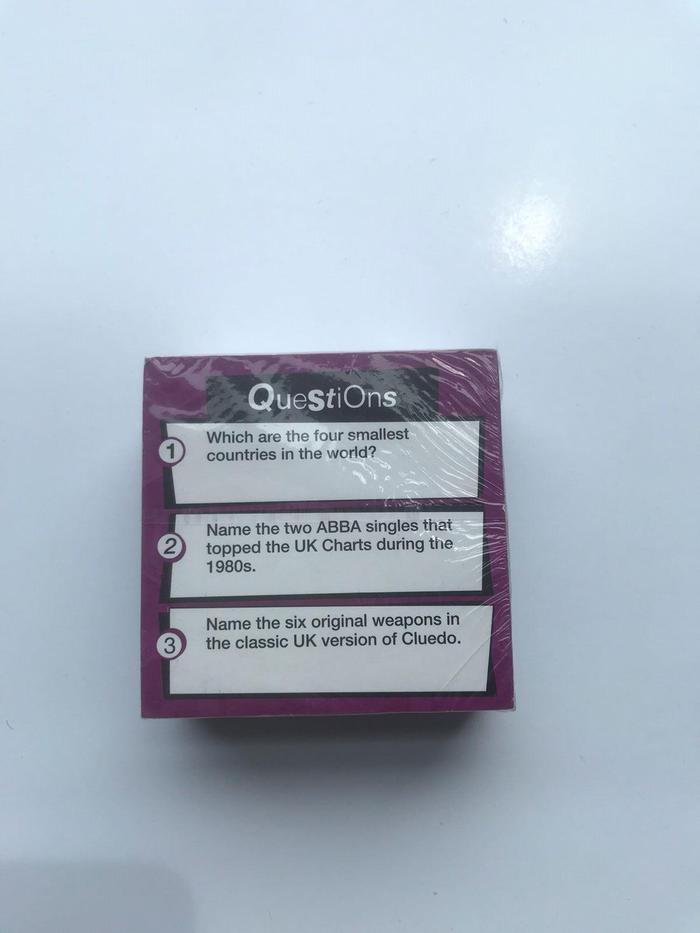 QueStiOns
1
Which are the four smallest
countries in the world?
2
Name the two ABBA singles that
topped the UK Charts during the
1980s.
3
Name the six original weapons in
the classic UK version of Cluedo.